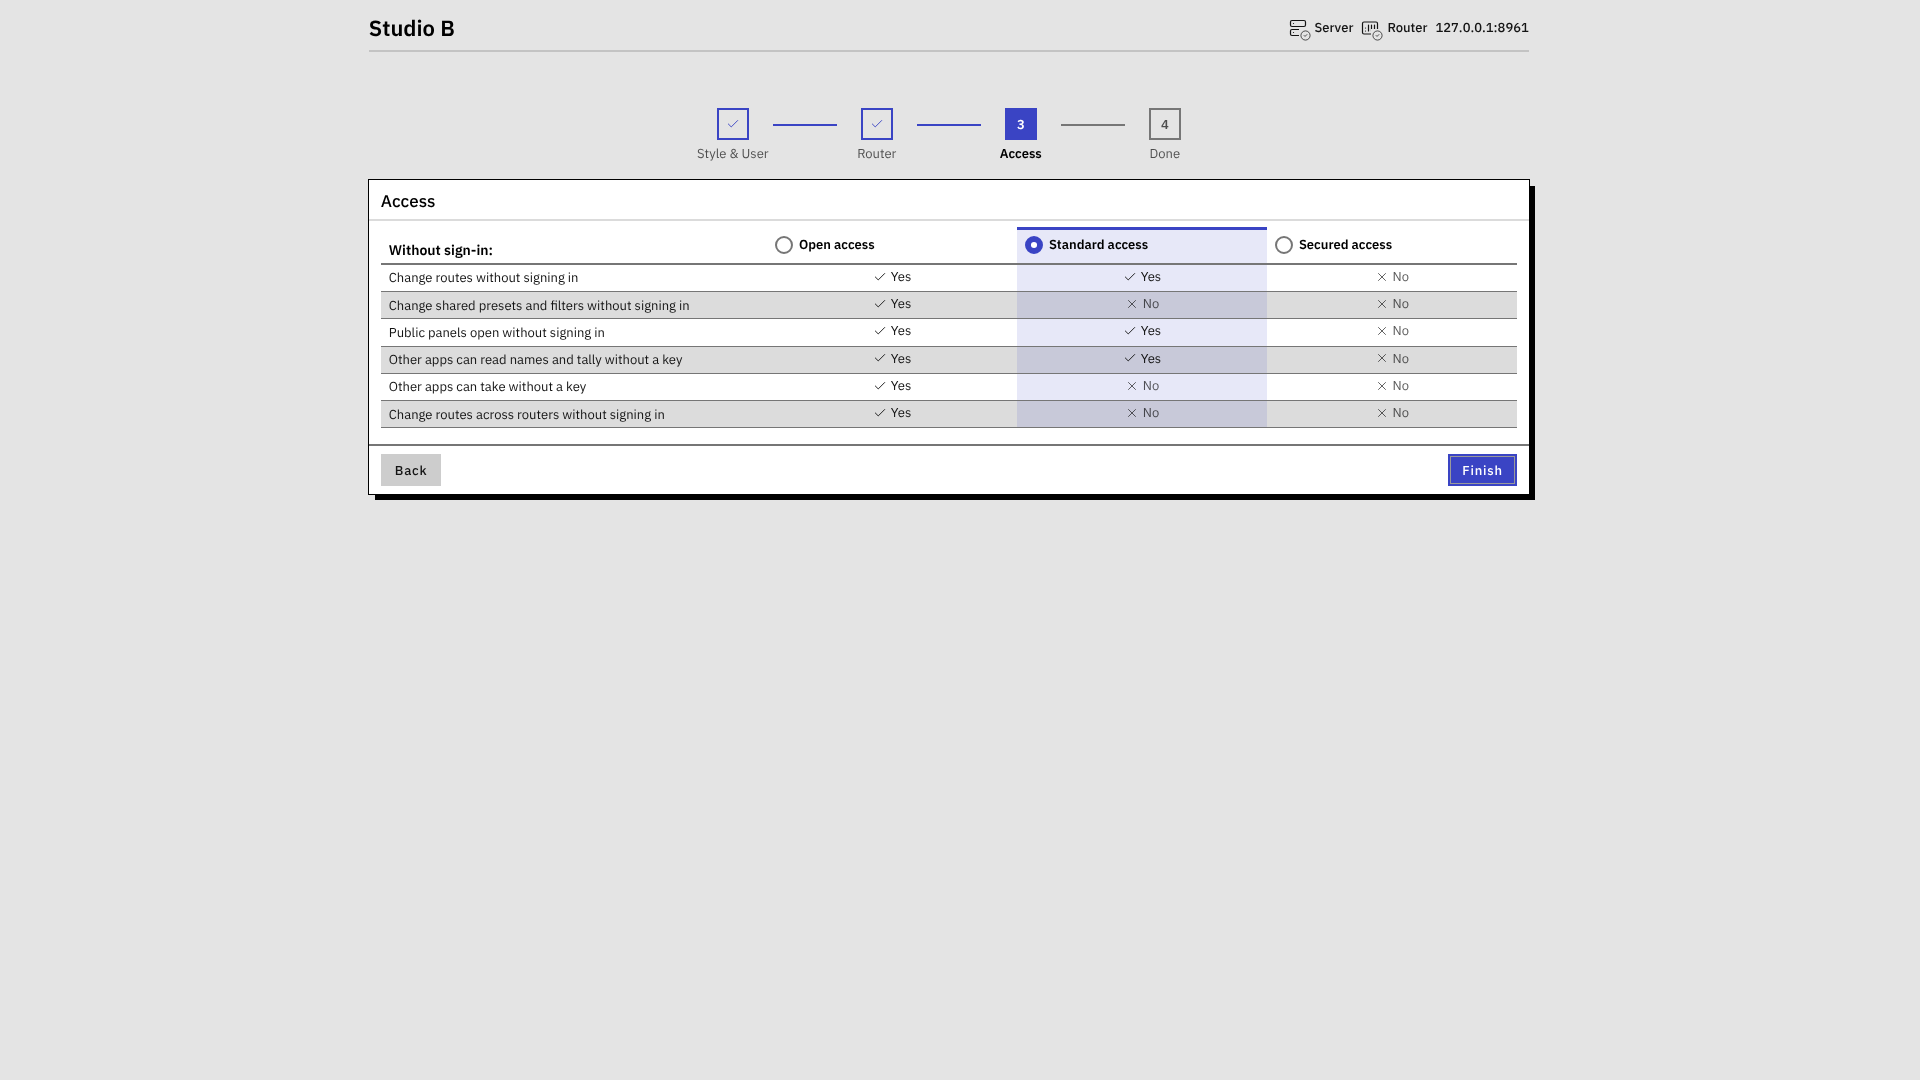 Studio B
Server Router 127.0.0.1:8961
3 4
Style & User Router Access Done
Access
Without sign-in: Open access Standard access Secured access
Change routes without signing in Yes Yes No
Change shared presets and filters without signing in Yes No No
Public panels open without signing in Yes Yes No
Other apps can read names and tally without a key Yes Yes No
Other apps can take without a key Yes No No
Change routes across routers without signing in Yes No No
Back Finish